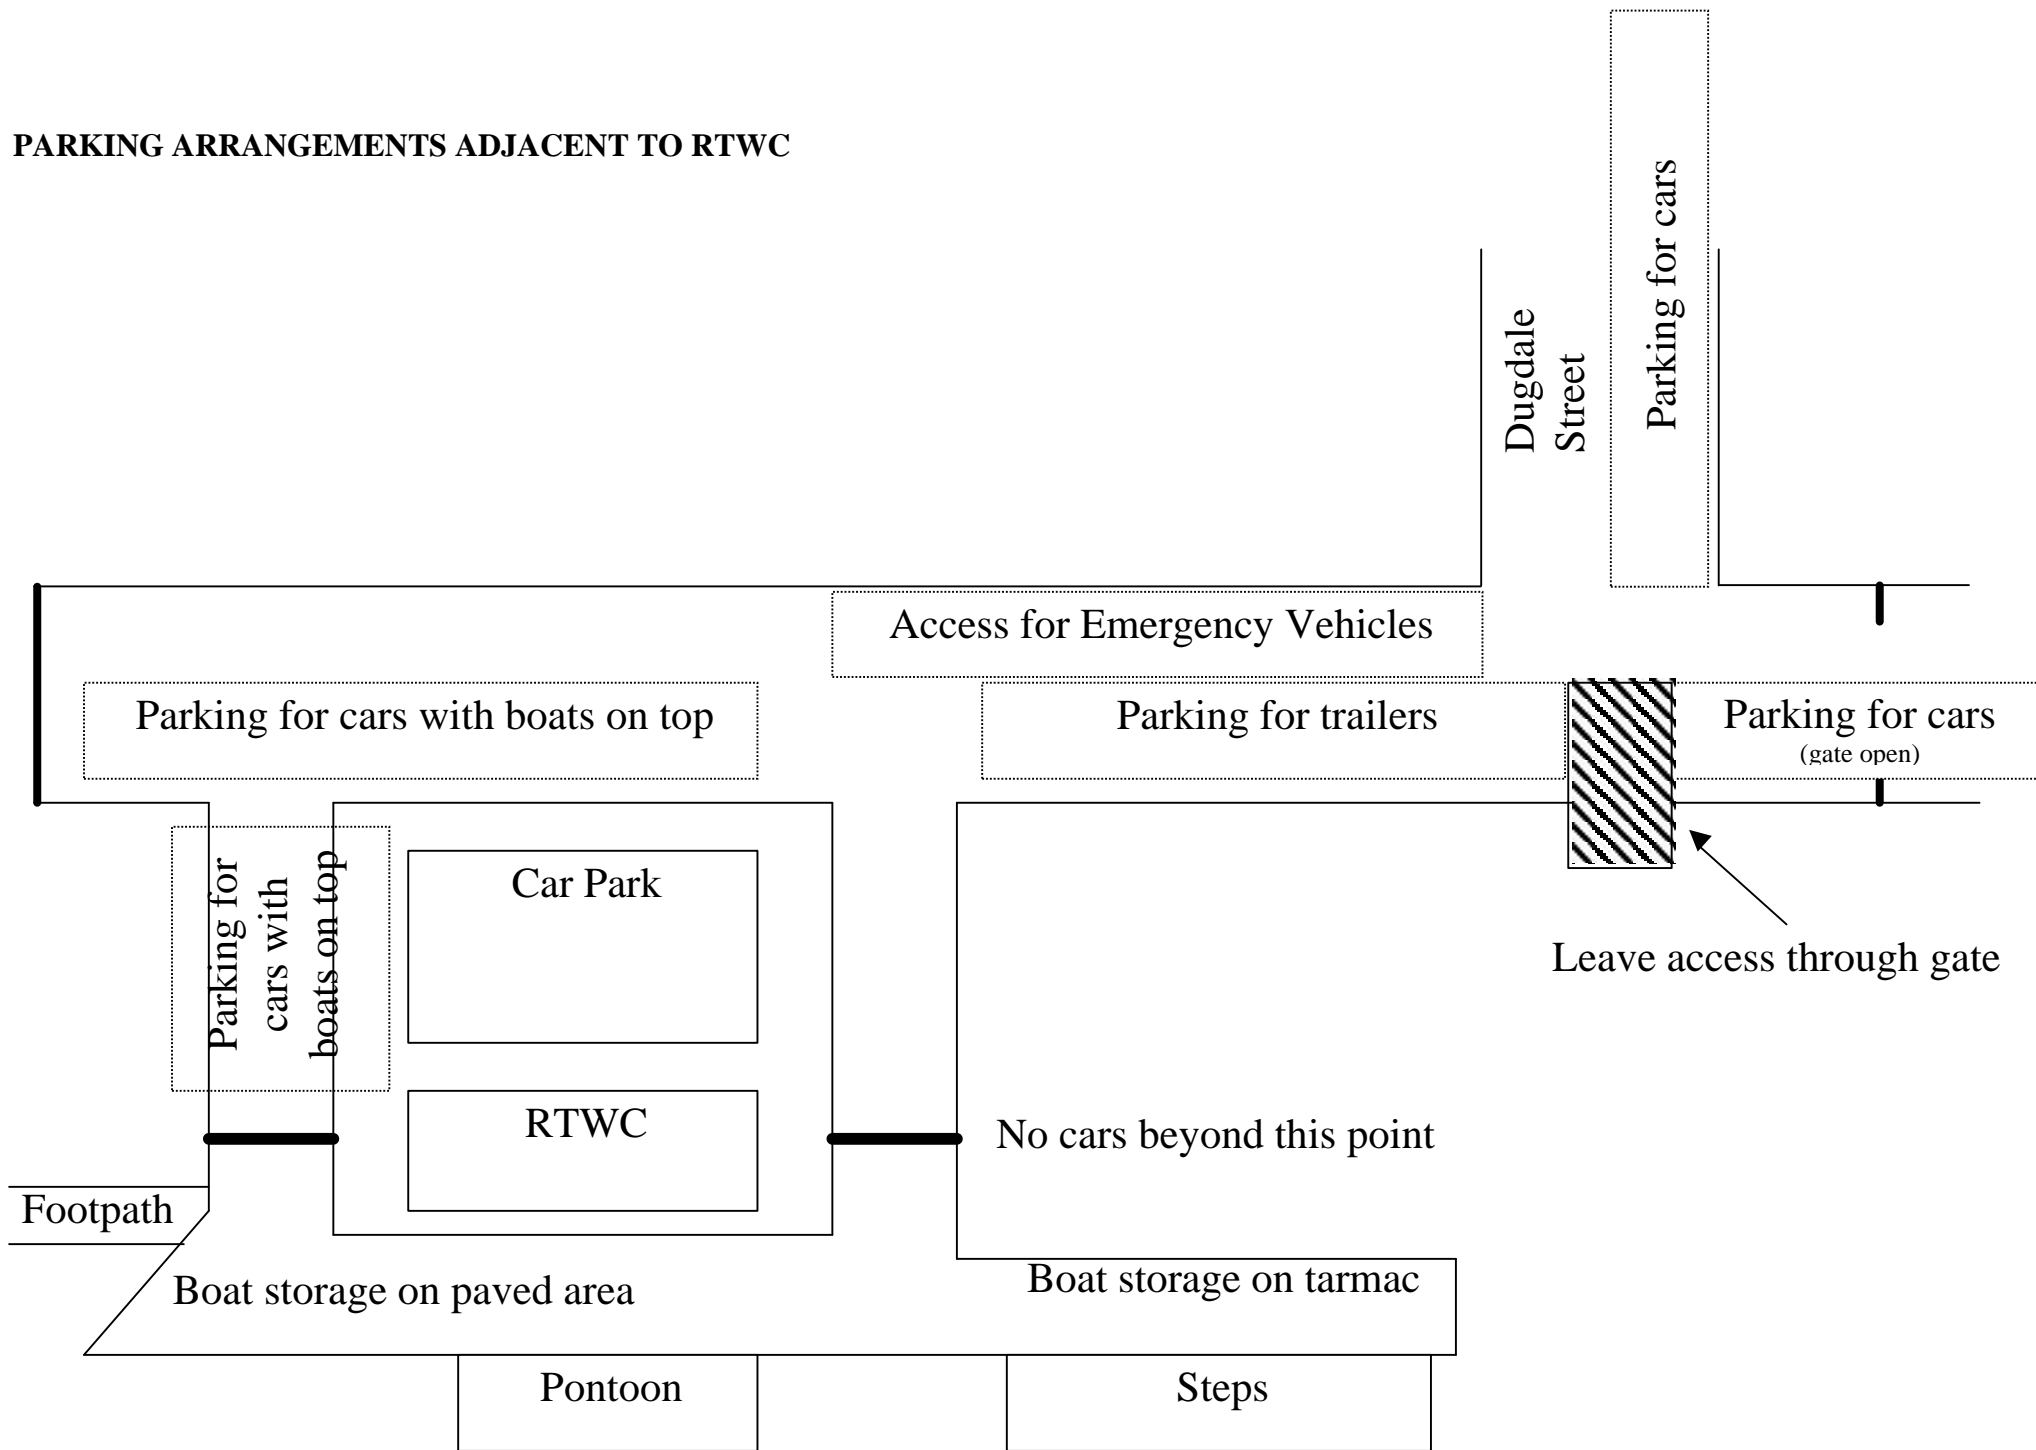 PARKING ARRANGEMENTS ADJACENT TO RTWC
Parking for cars
Dugdale
Street
Access for Emergency Vehicles
Parking for cars with boats on top
Parking for trailers
Parking for cars
(gate open)
Parking for
cars with
boats on top
Car Park
Leave access through gate
RTWC
No cars beyond this point
Footpath
Boat storage on paved area
Boat storage on tarmac
Pontoon
Steps